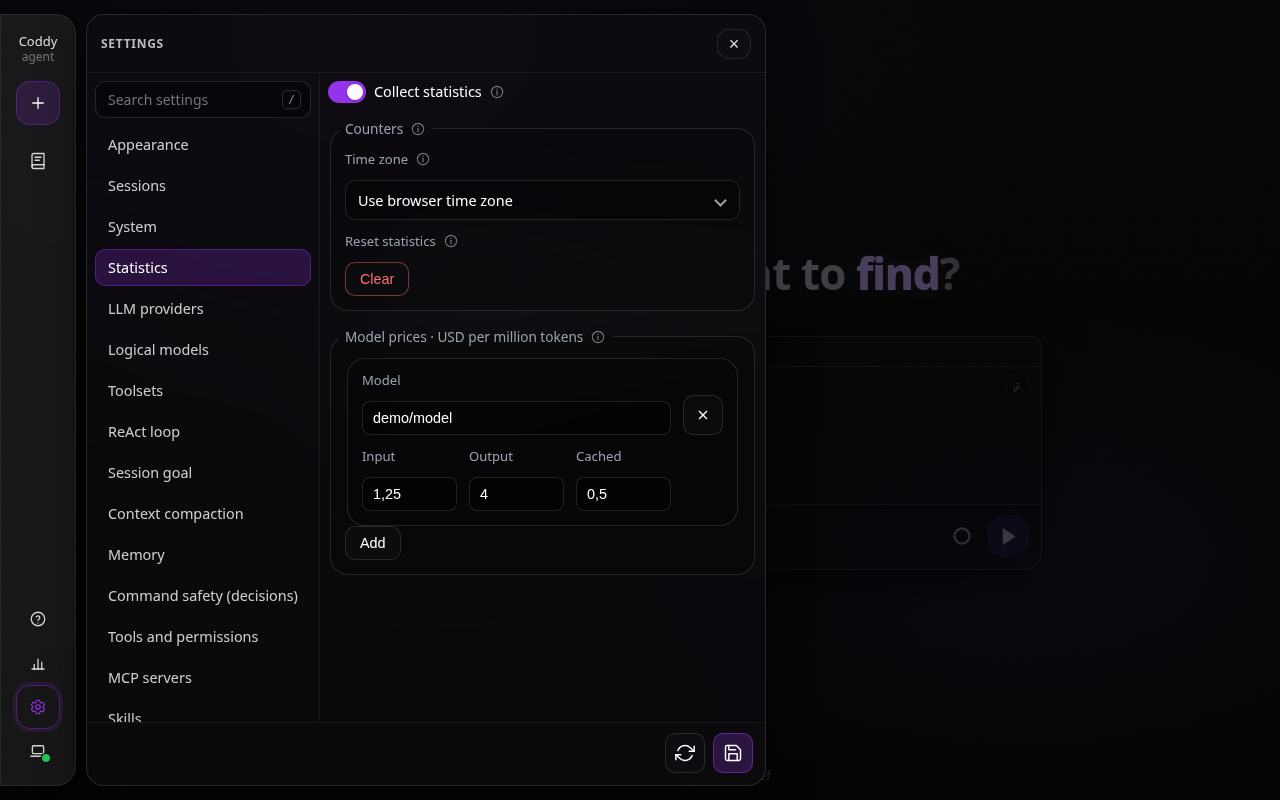 Coddy
agent
SETTINGS
Search settings
/
Appearance
Sessions
System
Statistics
LLM providers
Logical models
Toolsets
ReAct loop
Session goal
Context compaction
Memory
Command safety (decisions)
Tools and permissions
MCP servers
Skills
Collect statistics
Counters
Time zone
Use browser time zone
Reset statistics
Clear
Model prices · USD per million tokens
Model
demo/model
Input
Output
Cached
1,25
4
0,5
Add
to find?